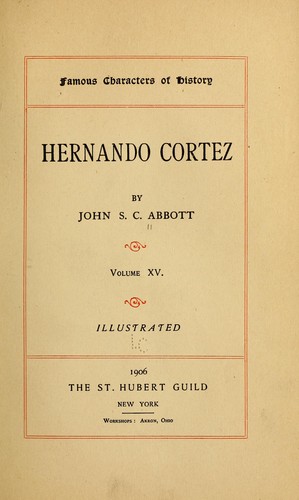 Famous Characters of History
HERNANDO CORTEZ
BY
JOHN S. C. ABBOTT
VOLUME XV.
ILLUSTRATED
1906
THE ST. HUBERT GUILD
NEW YORK
WORKSHOPS: AKRON, OHIO